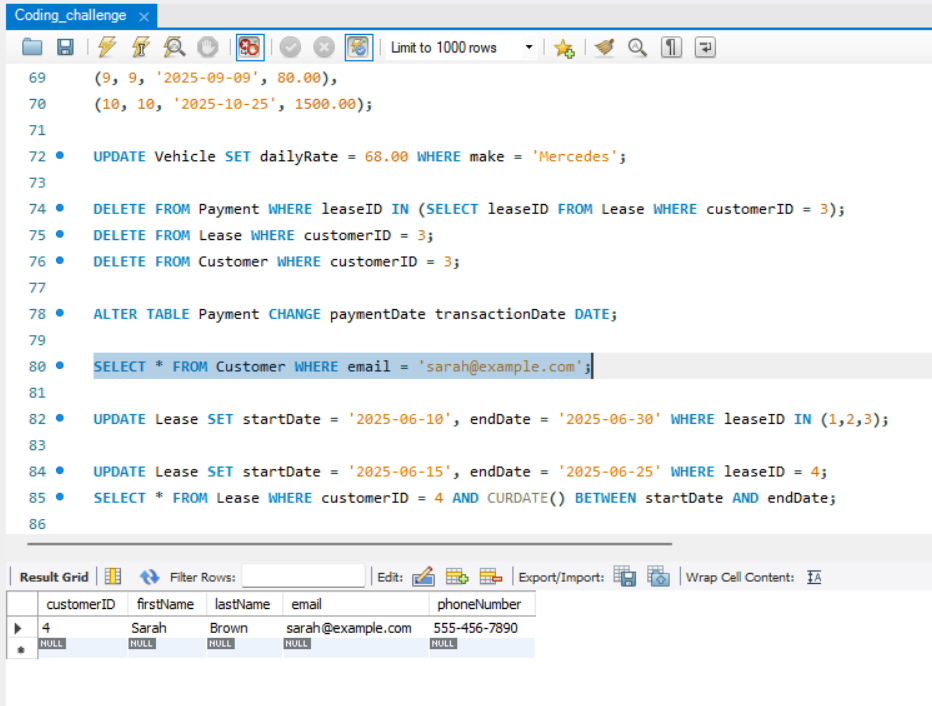 Coding_challenge ×
Limit to 1000 rows
69 (9, 9, '2025-09-09', 80.00),
70 (10, 10, '2025-10-25', 1500.00);
71
72 UPDATE Vehicle SET dailyRate = 68.00 WHERE make = 'Mercedes';
73
74 DELETE FROM Payment WHERE leaseID IN (SELECT leaseID FROM Lease WHERE customerID = 3);
75 DELETE FROM Lease WHERE customerID = 3;
76 DELETE FROM Customer WHERE customerID = 3;
77
78 ALTER TABLE Payment CHANGE paymentDate transactionDate DATE;
79
80 SELECT * FROM Customer WHERE email = 'sarah@example.com';
81
82 UPDATE Lease SET startDate = '2025-06-10', endDate = '2025-06-30' WHERE leaseID IN (1,2,3);
83
84 UPDATE Lease SET startDate = '2025-06-15', endDate = '2025-06-25' WHERE leaseID = 4;
85 SELECT * FROM Lease WHERE customerID = 4 AND CURDATE() BETWEEN startDate AND endDate;
86
Result Grid Filter Rows: Edit: Export/Import: Wrap Cell Content: IA
customerID firstName lastName email phoneNumber
4 Sarah Brown sarah@example.com 555-456-7890
NULL NULL NULL NULL NULL